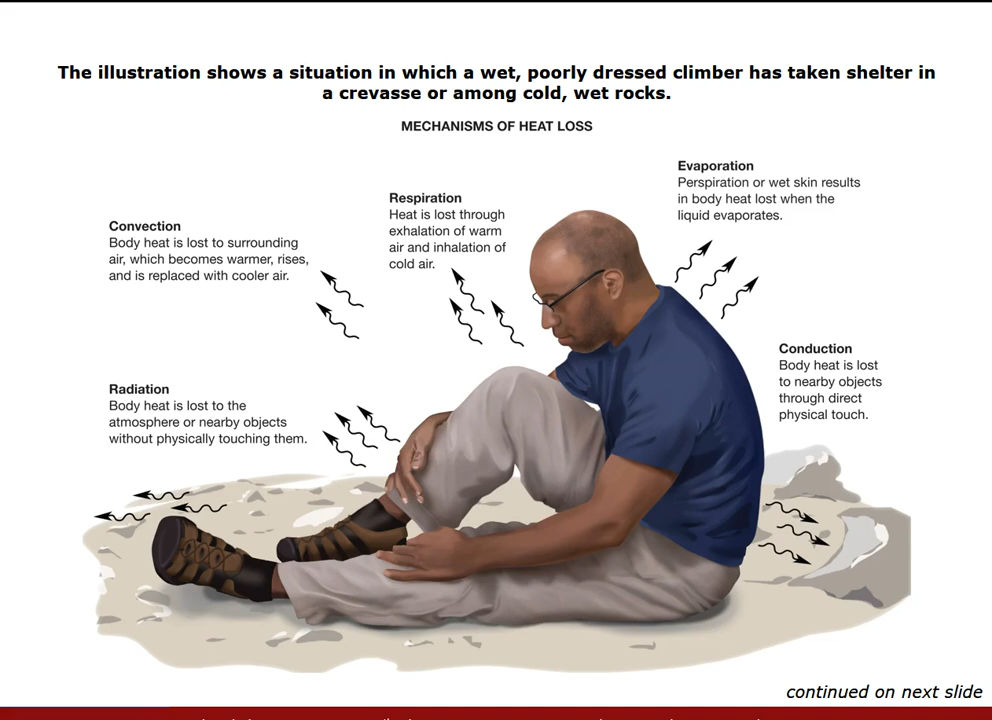 The illustration shows a situation in which a wet, poorly dressed climber has taken shelter in
a crevasse or among cold, wet rocks.
MECHANISMS OF HEAT LOSS
Evaporation
Perspiration or wet skin results
in body heat lost when the
liquid evaporates.
Respiration
Heat is lost through
exhalation of warm
air and inhalation of
cold air.
Convection
Body heat is lost to surrounding
air, which becomes warmer, rises,
and is replaced with cooler air.
Conduction
Body heat is lost
to nearby objects
through direct
physical touch.
Radiation
Body heat is lost to the
atmosphere or nearby objects
without physically touching them.
continued on next slide